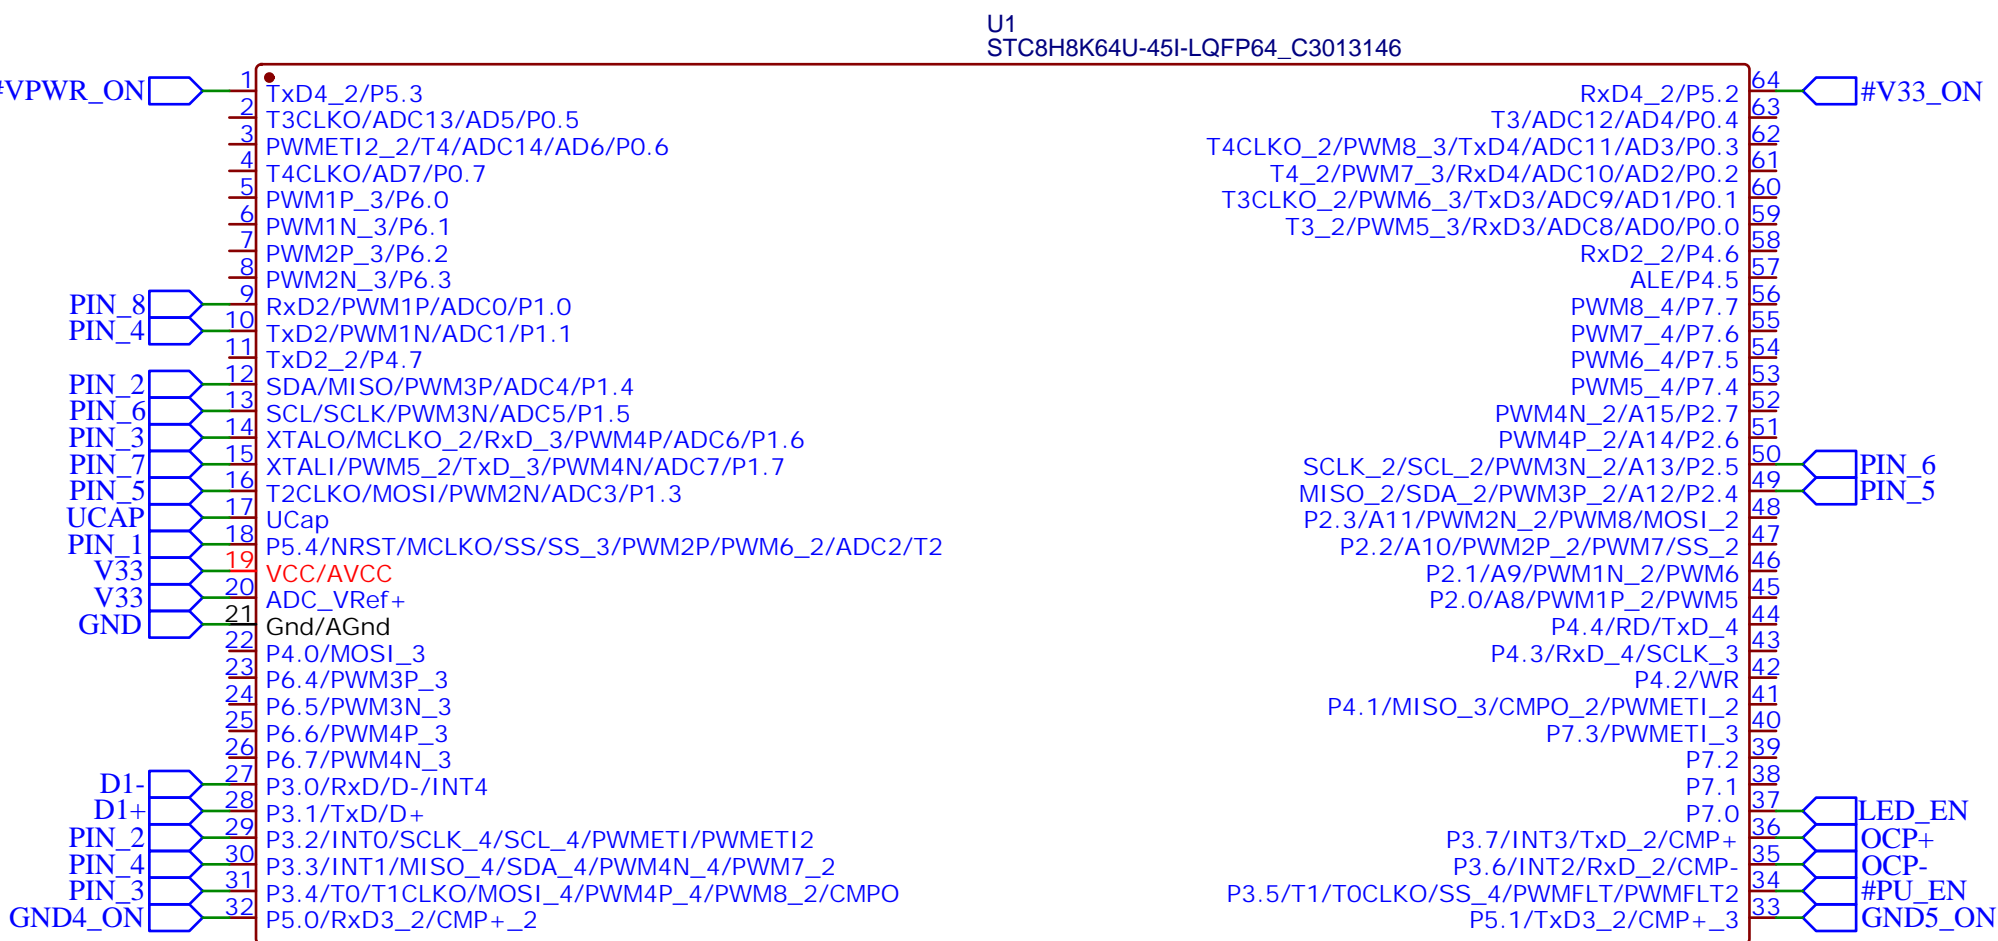 U1
STC8H8K64U-45I-LQFP64_C3013146
#VPWR_ON 1 TxD4_2/P5.3 RxD4_2/P5.2 64 #V33_ON
2 T3CLKO/ADC13/AD5/P0.5 T3/ADC12/AD4/P0.4 63
3 PWMETI2_2/T4/ADC14/AD6/P0.6 T4CLKO_2/PWM8_3/TxD4/ADC11/AD3/P0.3 62
4 T4CLKO/AD7/P0.7 T4_2/PWM7_3/RxD4/ADC10/AD2/P0.2 61
5 PWM1P_3/P6.0 T3CLKO_2/PWM6_3/TxD3/ADC9/AD1/P0.1 60
6 PWM1N_3/P6.1 T3_2/PWM5_3/RxD3/ADC8/AD0/P0.0 59
7 PWM2P_3/P6.2 RxD2_2/P4.6 58
8 PWM2N_3/P6.3 ALE/P4.5 57
PIN_8 9 RxD2/PWM1P/ADC0/P1.0 PWM8_4/P7.7 56
PIN_4 10 TxD2/PWM1N/ADC1/P1.1 PWM7_4/P7.6 55
11 TxD2_2/P4.7 PWM6_4/P7.5 54
PIN_2 12 SDA/MISO/PWM3P/ADC4/P1.4 PWM5_4/P7.4 53
PIN_6 13 SCL/SCLK/PWM3N/ADC5/P1.5 PWM4N_2/A15/P2.7 52
PIN_3 14 XTALO/MCLKO_2/RxD_3/PWM4P/ADC6/P1.6 PWM4P_2/A14/P2.6 51
PIN_7 15 XTALI/PWM5_2/TxD_3/PWM4N/ADC7/P1.7 SCLK_2/SCL_2/PWM3N_2/A13/P2.5 50 PIN_6
PIN_5 16 T2CLKO/MOSI/PWM2N/ADC3/P1.3 MISO_2/SDA_2/PWM3P_2/A12/P2.4 49 PIN_5
UCAP 17 UCap P2.3/A11/PWM2N_2/PWM8/MOSI_2 48
PIN_1 18 P5.4/NRST/MCLKO/SS/SS_3/PWM2P/PWM6_2/ADC2/T2 P2.2/A10/PWM2P_2/PWM7/SS_2 47
V33 19 VCC/AVCC P2.1/A9/PWM1N_2/PWM6 46
V33 20 ADC_VRef+ P2.0/A8/PWM1P_2/PWM5 45
GND 21 Gnd/AGnd P4.4/RD/TxD_4 44
22 P4.0/MOSI_3 P4.3/RxD_4/SCLK_3 43
23 P6.4/PWM3P_3 P4.2/WR 42
24 P6.5/PWM3N_3 P4.1/MISO_3/CMPO_2/PWMETI_2 41
25 P6.6/PWM4P_3 P7.3/PWMETI_3 40
26 P6.7/PWM4N_3 P7.2 39
D1- 27 P3.0/RxD/D-/INT4 P7.1 38
D1+ 28 P3.1/TxD/D+ P7.0 37 LED_EN
PIN_2 29 P3.2/INT0/SCLK_4/SCL_4/PWMETI/PWMETI2 P3.7/INT3/TxD_2/CMP+ 36 OCP+
PIN_4 30 P3.3/INT1/MISO_4/SDA_4/PWM4N_4/PWM7_2 P3.6/INT2/RxD_2/CMP- 35 OCP-
PIN_3 31 P3.4/T0/T1CLKO/MOSI_4/PWM4P_4/PWM8_2/CMPO P3.5/T1/T0CLKO/SS_4/PWMFLT/PWMFLT2 34 #PU_EN
GND4_ON 32 P5.0/RxD3_2/CMP+_2 P5.1/TxD3_2/CMP+_3 33 GND5_ON